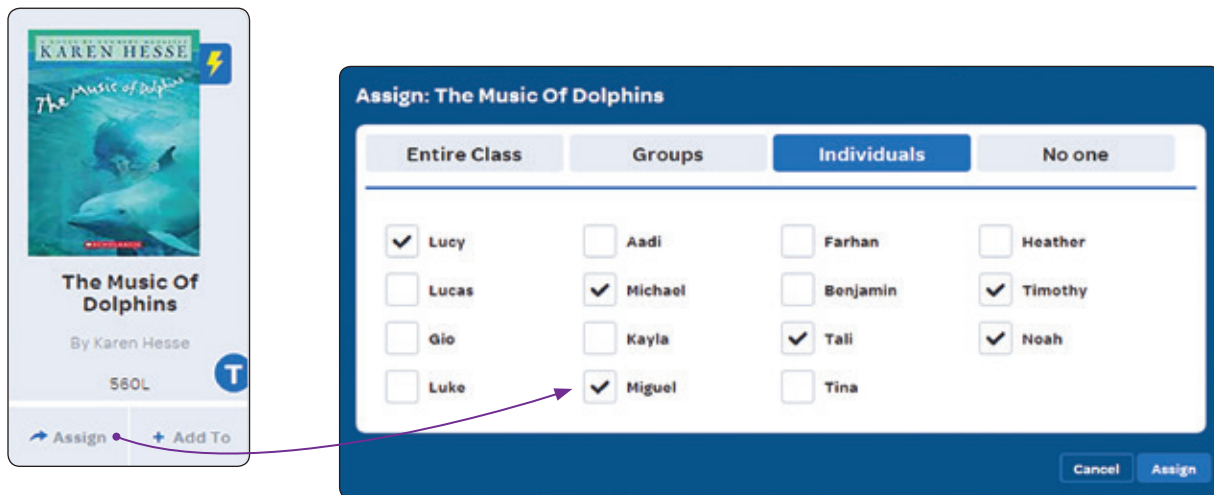 KAREN HESSE
The Music of Dolphins
SCHOLASTIC
The Music Of
Dolphins
By Karen Hesse
560L
T
Assign
+ Add To
Assign: The Music Of Dolphins
Entire Class
Groups
Individuals
No one
Lucy
Aadi
Farhan
Heather
Lucas
Michael
Benjamin
Timothy
Gio
Kayla
Tali
Noah
Luke
Miguel
Tina
Cancel
Assign